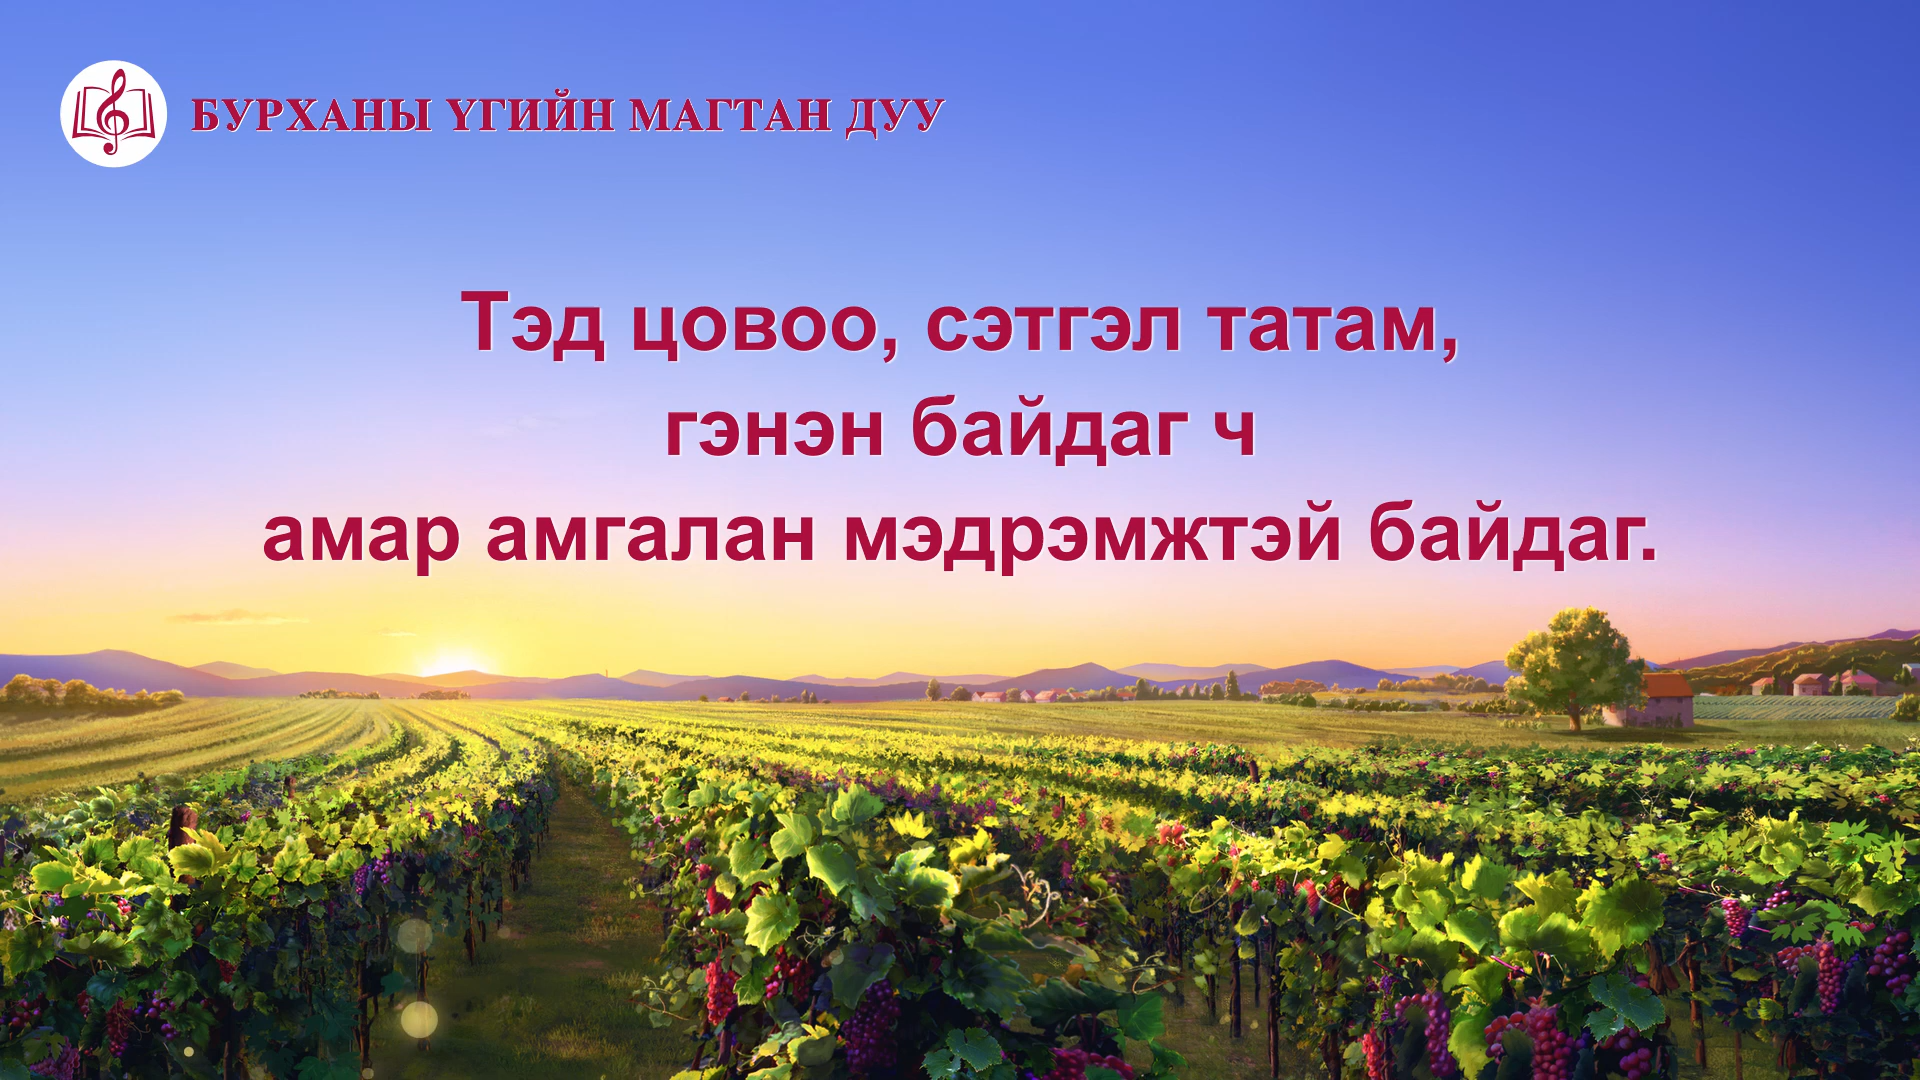 БУРХАНЫ ҮГИЙН МАГТАН ДУУ
Тэд цовоо, сэтгэл татам,
гэнэн байдаг ч
амар амгалан мэдрэмжтэй байдаг.